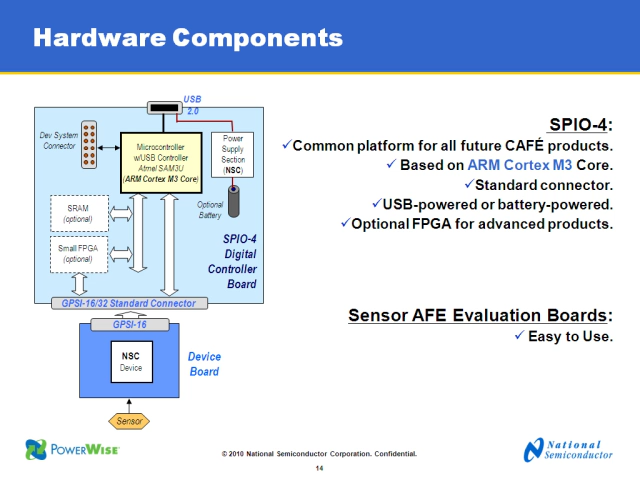 Hardware Components
USB
2.0
Dev System
Connector
Microcontroller
w/USB Controller
Atmel SAM3U
(ARM Cortex M3 Core)
Power
Supply
Section
(NSC)
Optional
Battery
SRAM
(optional)
Small FPGA
(optional)
SPIO-4
Digital
Controller
Board
GPSI-16/32 Standard Connector
GPSI-16
NSC
Device
Device
Board
Sensor
SPIO-4:
✓Common platform for all future CAFÉ products.
✓ Based on ARM Cortex M3 Core.
✓Standard connector.
✓USB-powered or battery-powered.
✓Optional FPGA for advanced products.
Sensor AFE Evaluation Boards:
✓ Easy to Use.
POWERWISE
© 2010 National Semiconductor Corporation. Confidential.
14
National
Semiconductor